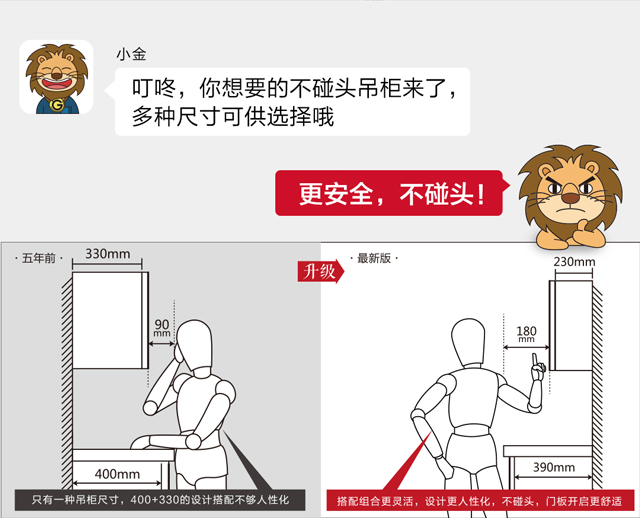 小金
叮咚，你想要的不碰头吊柜来了，
多种尺寸可供选择哦
G
更安全，不碰头！
· 五年前 ·
330mm
升级
· 最新版 ·
230mm
90
mm
180
mm
400mm
390mm
只有一种吊柜尺寸，400+330的设计搭配不够人性化
搭配组合更灵活，设计更人性化，不碰头，门板开启更舒适